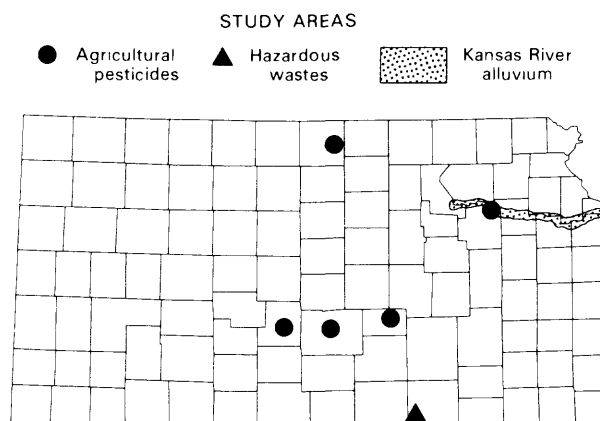 STUDY AREAS
Agricultural
pesticides
Hazardous
wastes
Kansas River
alluvium